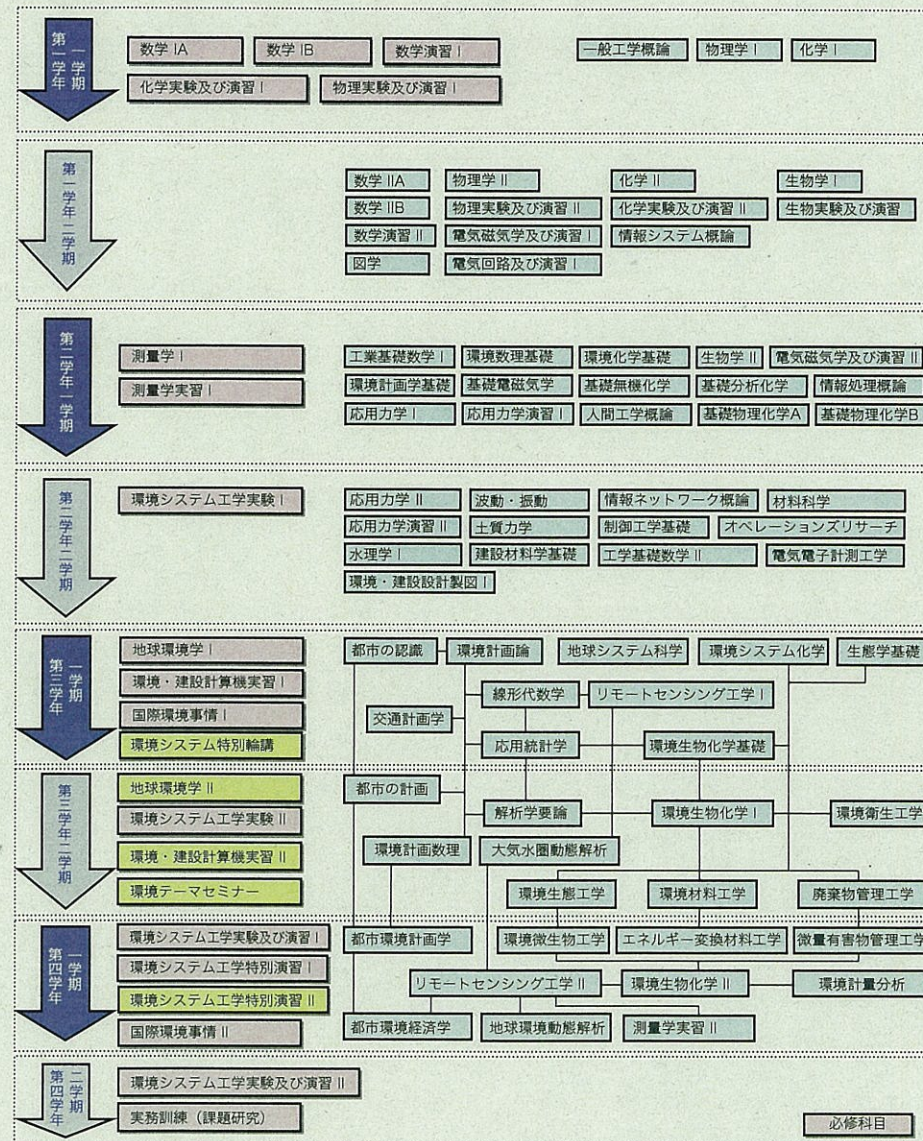 第一学年 一学期
数学 IA 数学 IB 数学演習 I 一般工学概論 物理学 I 化学 I
化学実験及び演習 I 物理実験及び演習 I
第一学年二学期
数学 IIA 物理学 II 化学 II 生物学 I
数学 IIB 物理実験及び演習 II 化学実験及び演習 II 生物実験及び演習
数学演習 II 電気磁気学及び演習 I 情報システム概論
図学 電気回路及び演習 I
第二学年一学期
測量学 I 工業基礎数学 I 環境数理基礎 環境化学基礎 生物学 II 電気磁気学及び演習 II
測量学実習 I 環境計画学基礎 基礎電磁気学 基礎無機化学 基礎分析化学 情報処理概論
応用力学 I 応用力学演習 I 人間工学概論 基礎物理化学A 基礎物理化学B
第二学年二学期
環境システム工学実験 I 応用力学 II 波動・振動 情報ネットワーク概論 材料科学
応用力学演習 II 土質力学 制御工学基礎 オペレーションズリサーチ
水理学 I 建設材料学基礎 工学基礎数学 II 電気電子計測工学
環境・建設設計製図 I
第三学年 一学期
地球環境学 I 都市の認識 環境計画論 地球システム科学 環境システム化学 生態学基礎
環境・建設計算機実習 I 線形代数学 リモートセンシング工学 I
国際環境事情 I 交通計画学
環境システム特別輪講 応用統計学 環境生物化学基礎
第三学年二学期
地球環境学 II 都市の計画
環境システム工学実験 II 解析学要論 環境生物化学 I 環境衛生工学
環境・建設計算機実習 II 環境計画数理 大気水圏動態解析
環境テーマセミナー 環境生態工学 環境材料工学 廃棄物管理工学
第四学年 一学期
環境システム工学実験及び演習 I 都市環境計画学 環境微生物工学 エネルギー変換材料工学 微量有害物管理工学
環境システム工学特別演習 I リモートセンシング工学 II 環境生物化学 II 環境計量分析
環境システム工学特別演習 II
国際環境事情 II 都市環境経済学 地球環境動態解析 測量学実習 II
第四学年 二学期
環境システム工学実験及び演習 II
実務訓練（課題研究） 必修科目